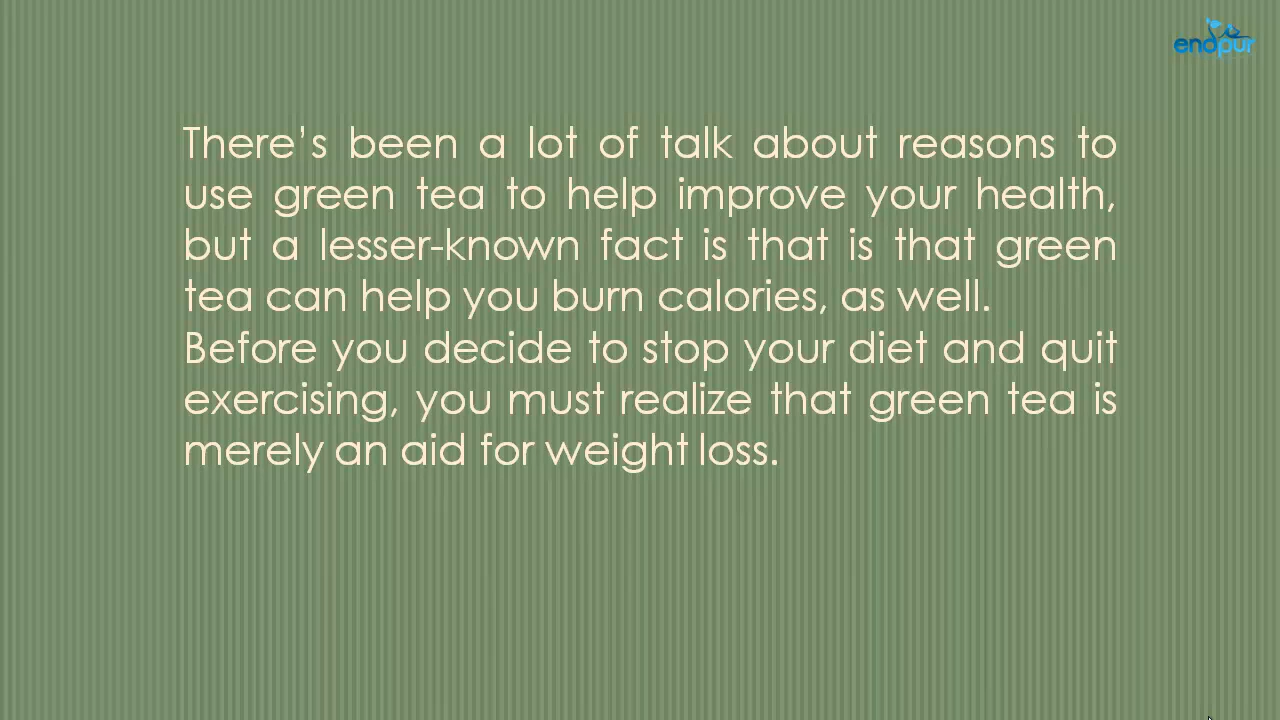 endpur
There's been a lot of talk about reasons to
use green tea to help improve your health,
but a lesser-known fact is that is that green
tea can help you burn calories, as well.
Before you decide to stop your diet and quit
exercising, you must realize that green tea is
merely an aid for weight loss.